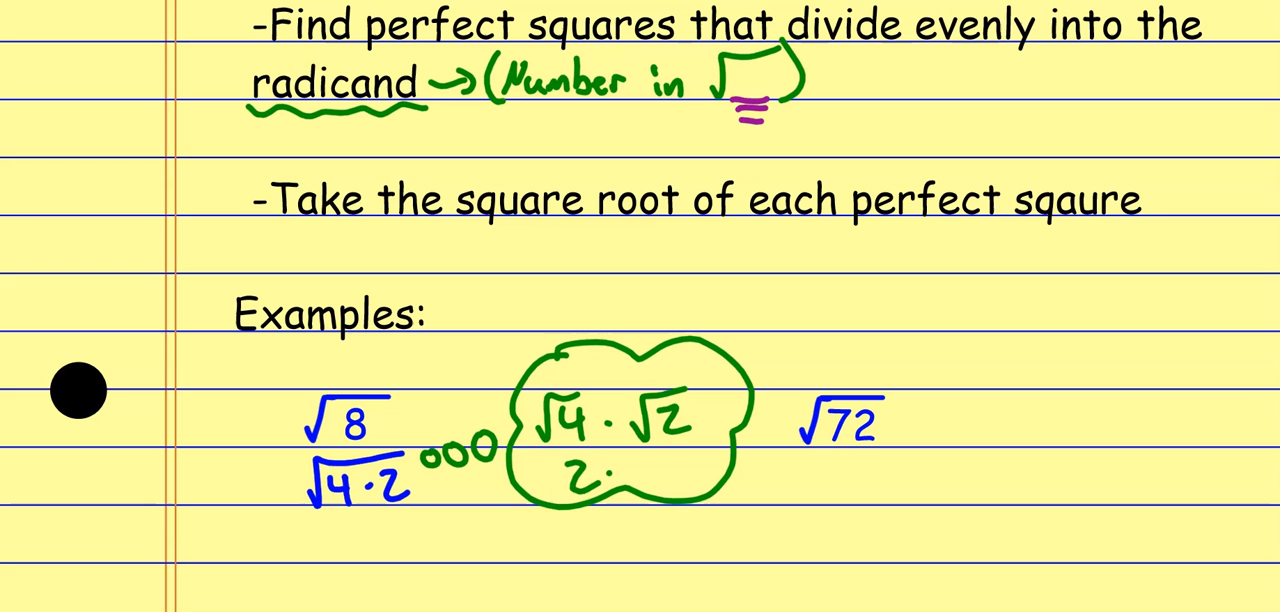 -Find perfect squares that divide evenly into the
radicand → (Number in √ )
-Take the square root of each perfect sqaure
Examples:
√8
√4·2
√4 · √2
2·
√72